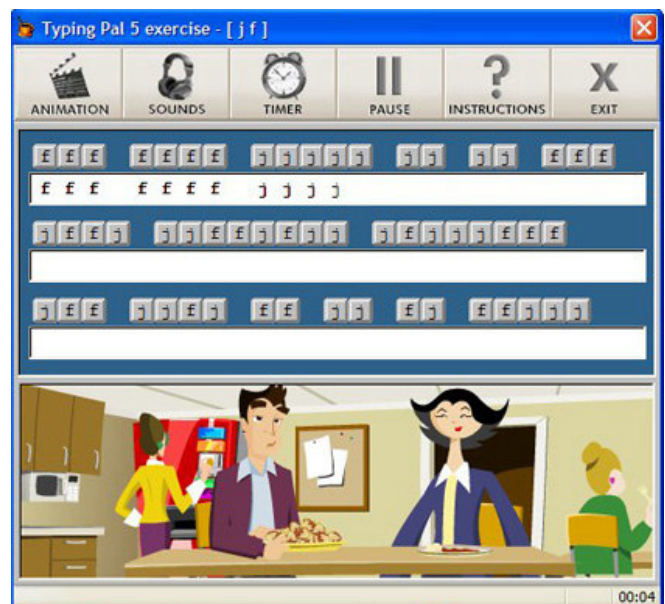 Typing Pal 5 exercise - [ j f ]
ANIMATION SOUNDS TIMER PAUSE INSTRUCTIONS EXIT
f f f f f f f j j j j j j j j j f f f
f f f f f f f j j j j
j f f j j j f f j f j j j f j j j f f f
j f f j j f j f f j j f j f f j j j
00:04